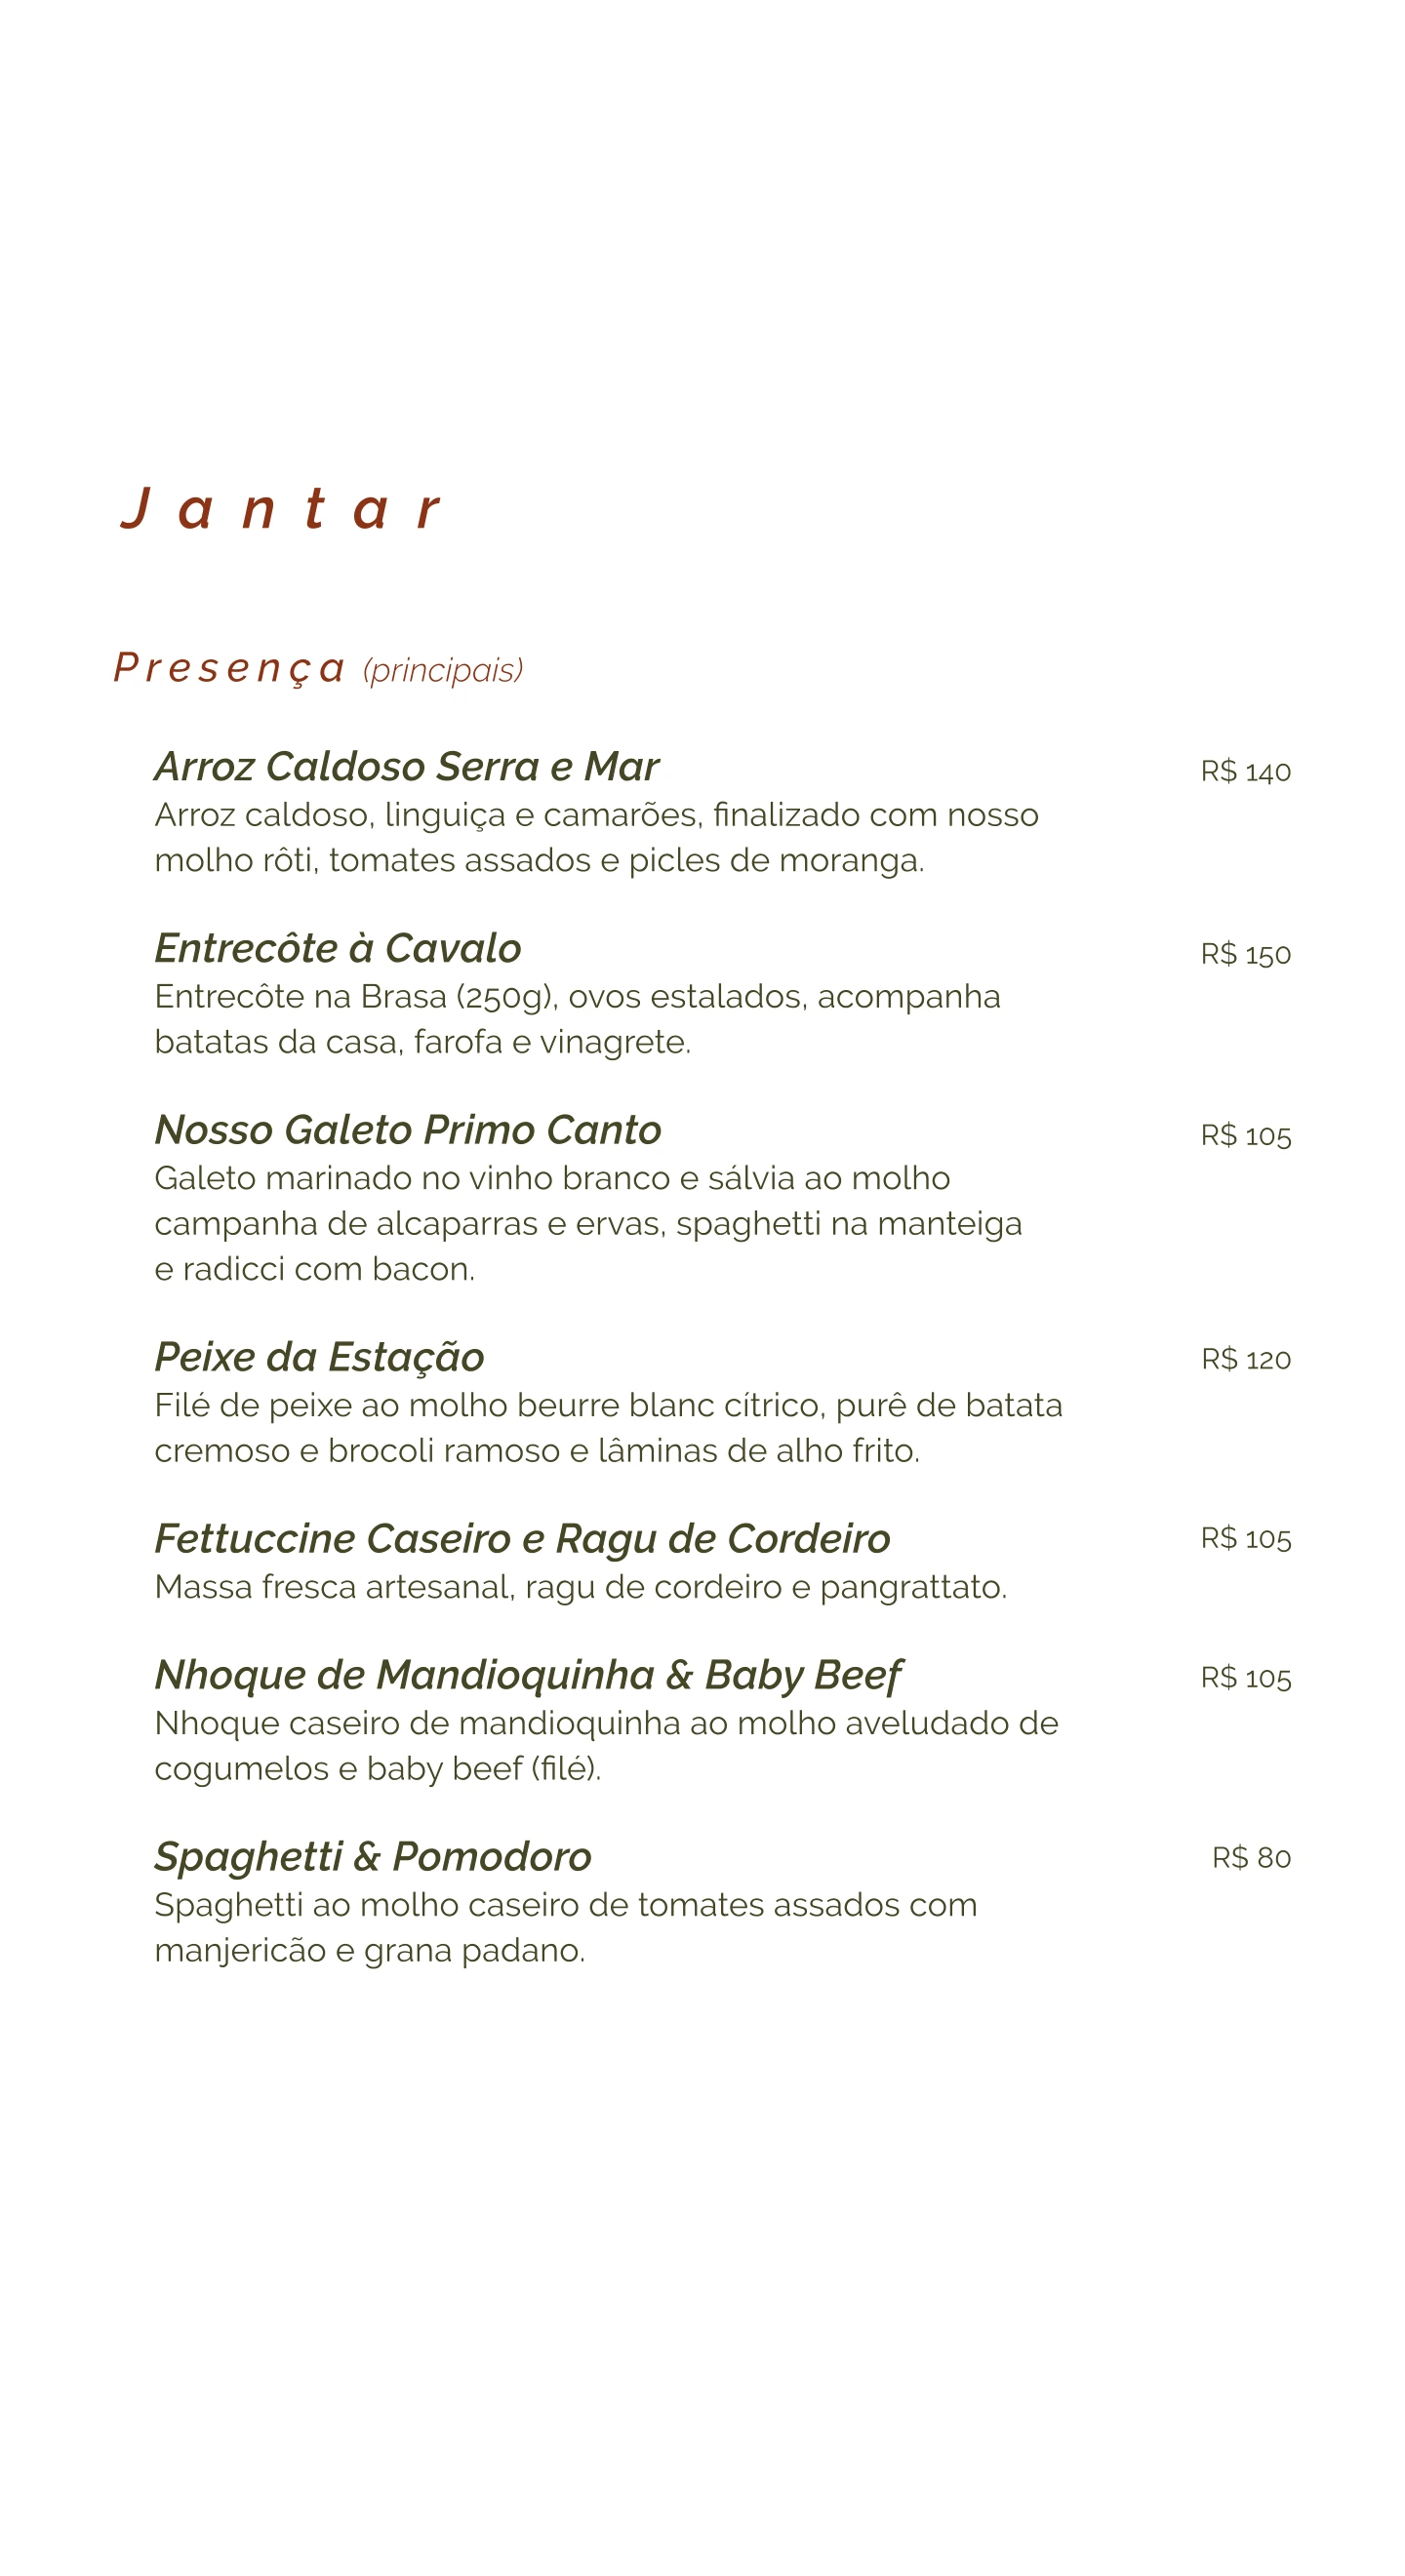 Jantar
Presença (principais)
Arroz Caldoso Serra e Mar R$ 140
Arroz caldoso, linguiça e camarões, finalizado com nosso
molho rôti, tomates assados e picles de moranga.
Entrecôte à Cavalo R$ 150
Entrecôte na Brasa (250g), ovos estalados, acompanha
batatas da casa, farofa e vinagrete.
Nosso Galeto Primo Canto R$ 105
Galeto marinado no vinho branco e sálvia ao molho
campanha de alcaparras e ervas, spaghetti na manteiga
e radicci com bacon.
Peixe da Estação R$ 120
Filé de peixe ao molho beurre blanc cítrico, purê de batata
cremoso e brocoli ramoso e lâminas de alho frito.
Fettuccine Caseiro e Ragu de Cordeiro R$ 105
Massa fresca artesanal, ragu de cordeiro e pangrattato.
Nhoque de Mandioquinha & Baby Beef R$ 105
Nhoque caseiro de mandioquinha ao molho aveludado de
cogumelos e baby beef (filé).
Spaghetti & Pomodoro R$ 80
Spaghetti ao molho caseiro de tomates assados com
manjericão e grana padano.